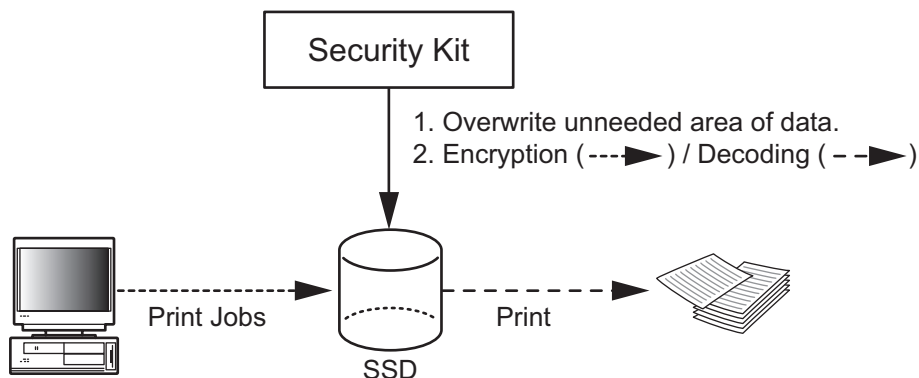 Security Kit
1. Overwrite unneeded area of data.
2. Encryption ( ) / Decoding ( )
Print Jobs
Print
SSD